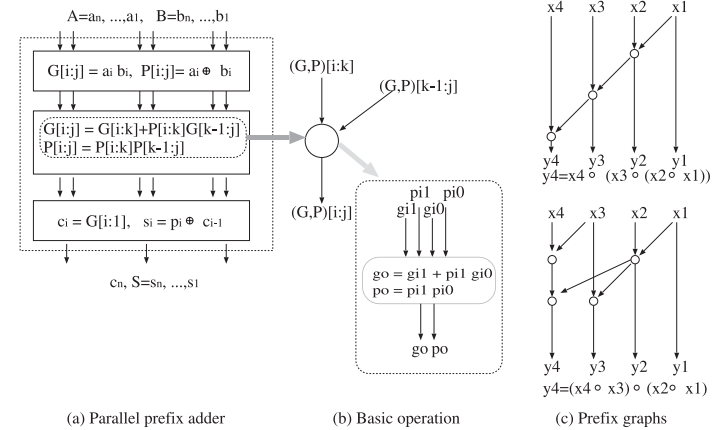 A=an, ...,a1  B=bn, ...,b1
G[i:j] = ai bi, P[i:j]= ai ⊕ bi
G[i:j] = G[i:k]+P[i:k]G[k-1:j]
P[i:j] = P[i:k]P[k-1:j]
ci = G[i:1], si = pi ⊕ ci-1
cn, S=sn, ...,s1
(a) Parallel prefix adder
(G,P)[i:k]
(G,P)[k-1:j]
(G,P)[i:j]
pi1 pi0
gi1 gi0
go = gi1 + pi1 gi0
po = pi1 pi0
go po
(b) Basic operation
x4 x3 x2 x1
y4 y3 y2 y1
y4=x4 ∘ (x3 ∘ (x2 ∘ x1))
x4 x3 x2 x1
y4 y3 y2 y1
y4=(x4 ∘ x3) ∘ (x2 ∘ x1)
(c) Prefix graphs